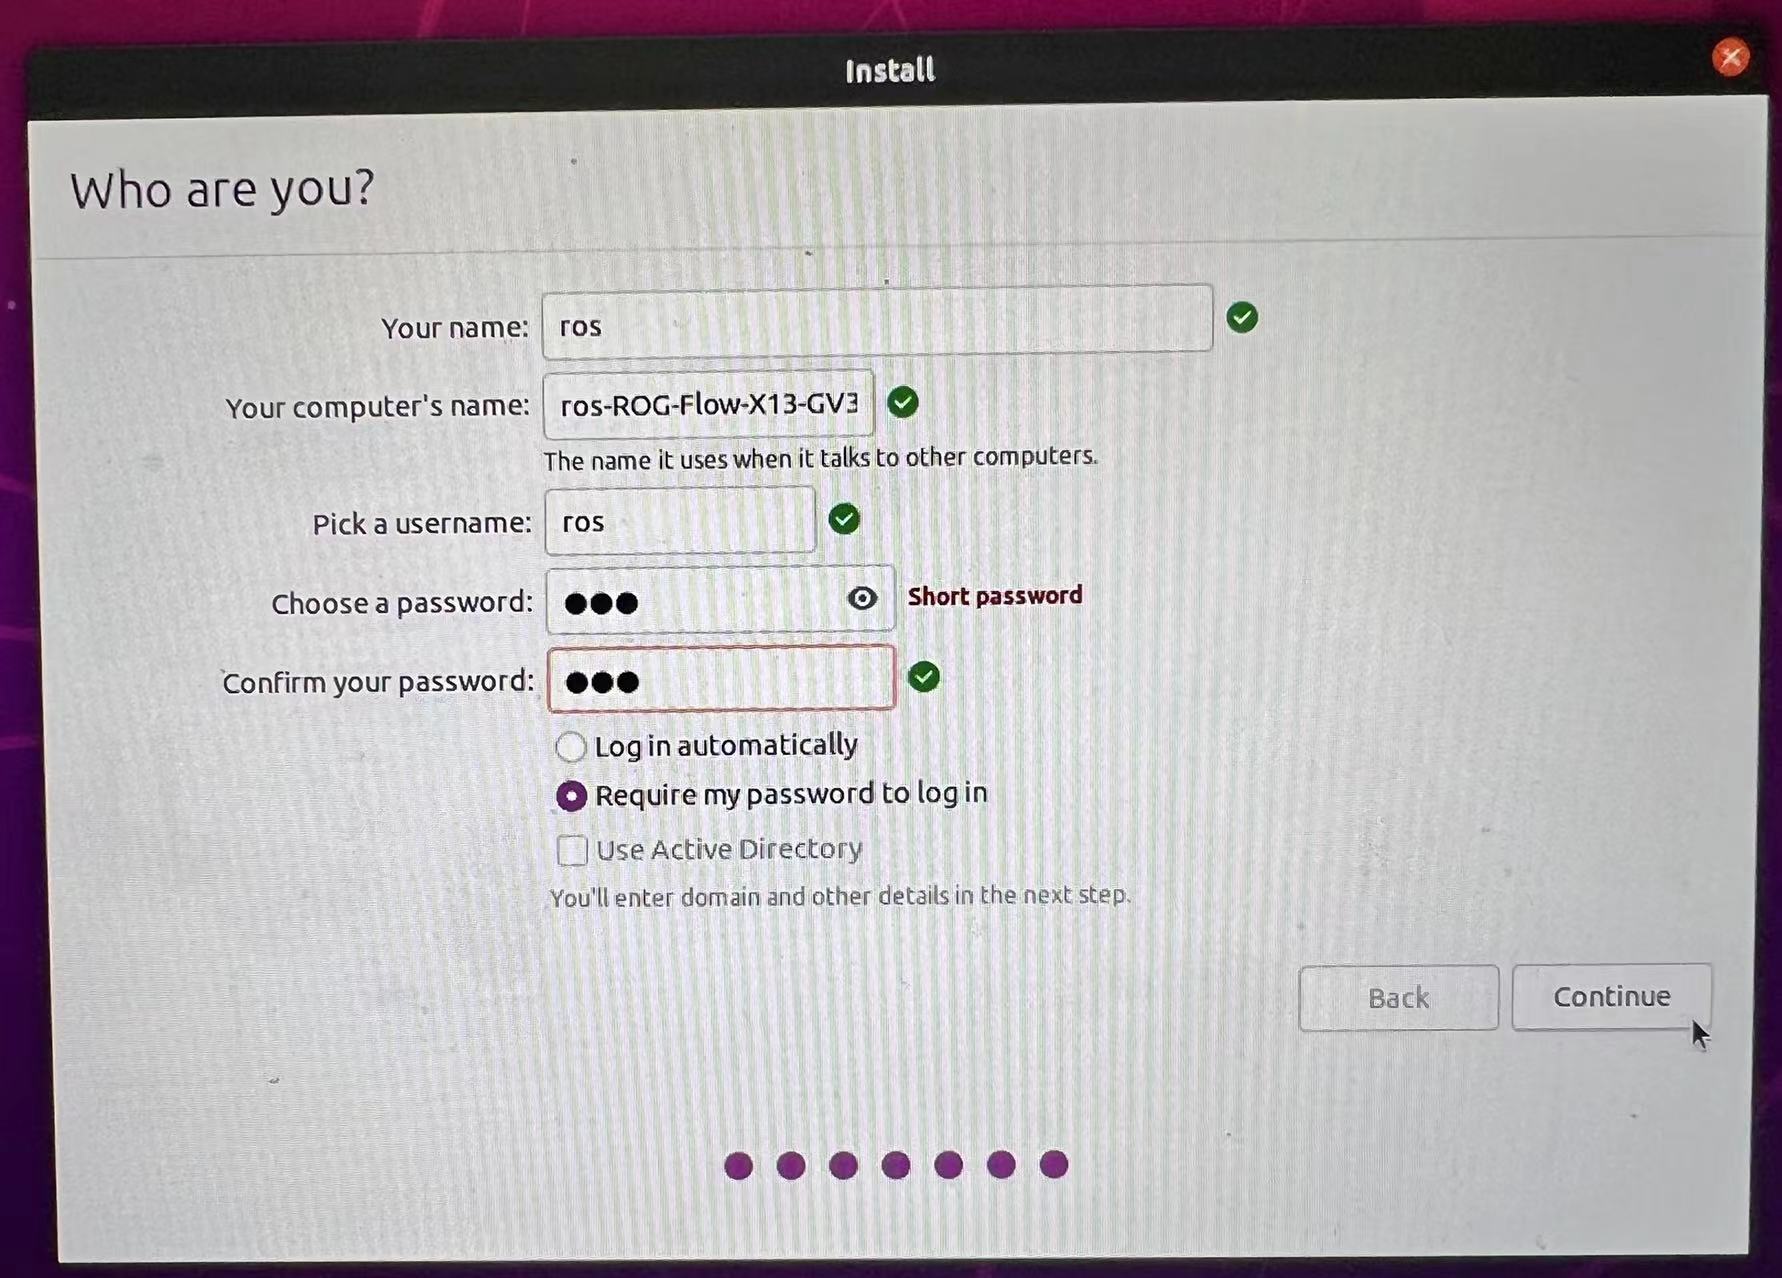 Install
Who are you?
Your name: ros
Your computer's name: ros-ROG-Flow-X13-GV3
The name it uses when it talks to other computers.
Pick a username: ros
Choose a password: ●●● Short password
Confirm your password: ●●●
Log in automatically
Require my password to log in
Use Active Directory
You'll enter domain and other details in the next step.
Back Continue